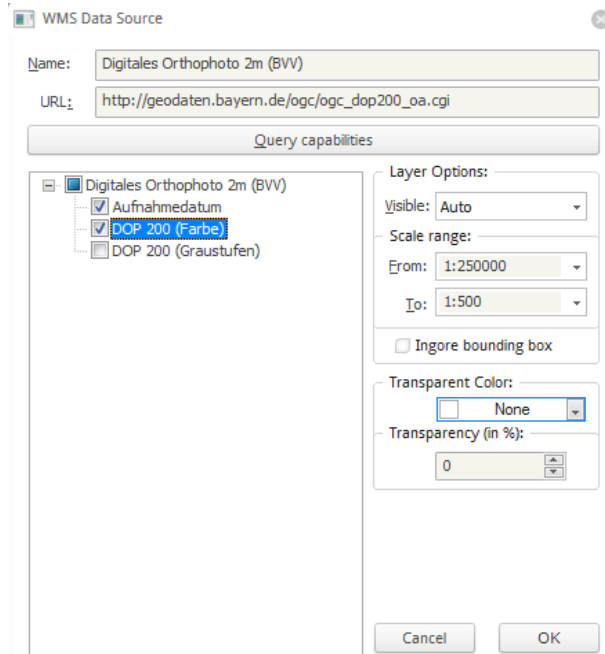 WMS Data Source
Name: Digitales Orthophoto 2m (BVV)
URL: http://geodaten.bayern.de/ogc/ogc_dop200_oa.cgi
Query capabilities
Digitales Orthophoto 2m (BVV)
Aufnahmedatum
DOP 200 (Farbe)
DOP 200 (Graustufen)
Layer Options:
Visible: Auto
Scale range:
From: 1:250000
To: 1:500
Ingore bounding box
Transparent Color:
None
Transparency (in %):
0
Cancel OK